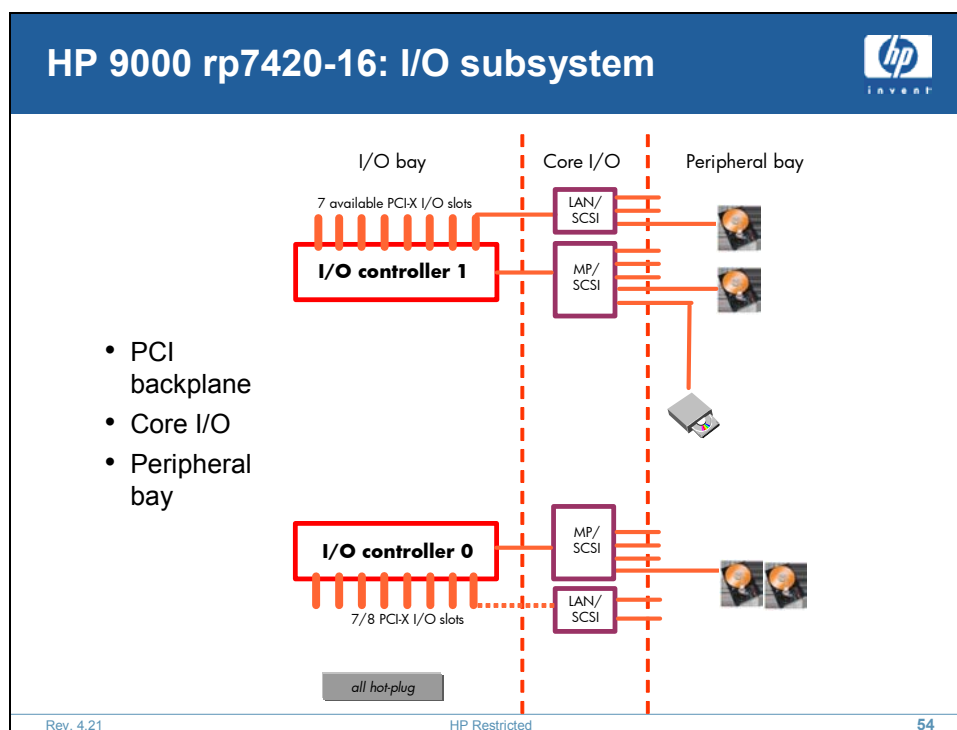 HP 9000 rp7420-16: I/O subsystem
hp
invent
I/O bay
Core I/O
Peripheral bay
7 available PCI-X I/O slots
LAN/
SCSI
I/O controller 1
MP/
SCSI
• PCI
backplane
• Core I/O
• Peripheral
bay
I/O controller 0
MP/
SCSI
7/8 PCI-X I/O slots
LAN/
SCSI
all hot-plug
Rev. 4.21
HP Restricted
54